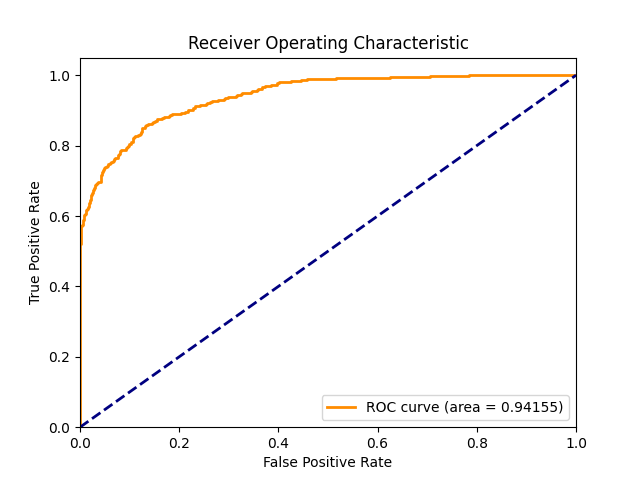 Receiver Operating Characteristic
True Positive Rate
1.0
0.8
0.6
0.4
0.2
0.0
ROC curve (area = 0.94155)
0.0 0.2 0.4 0.6 0.8 1.0
False Positive Rate